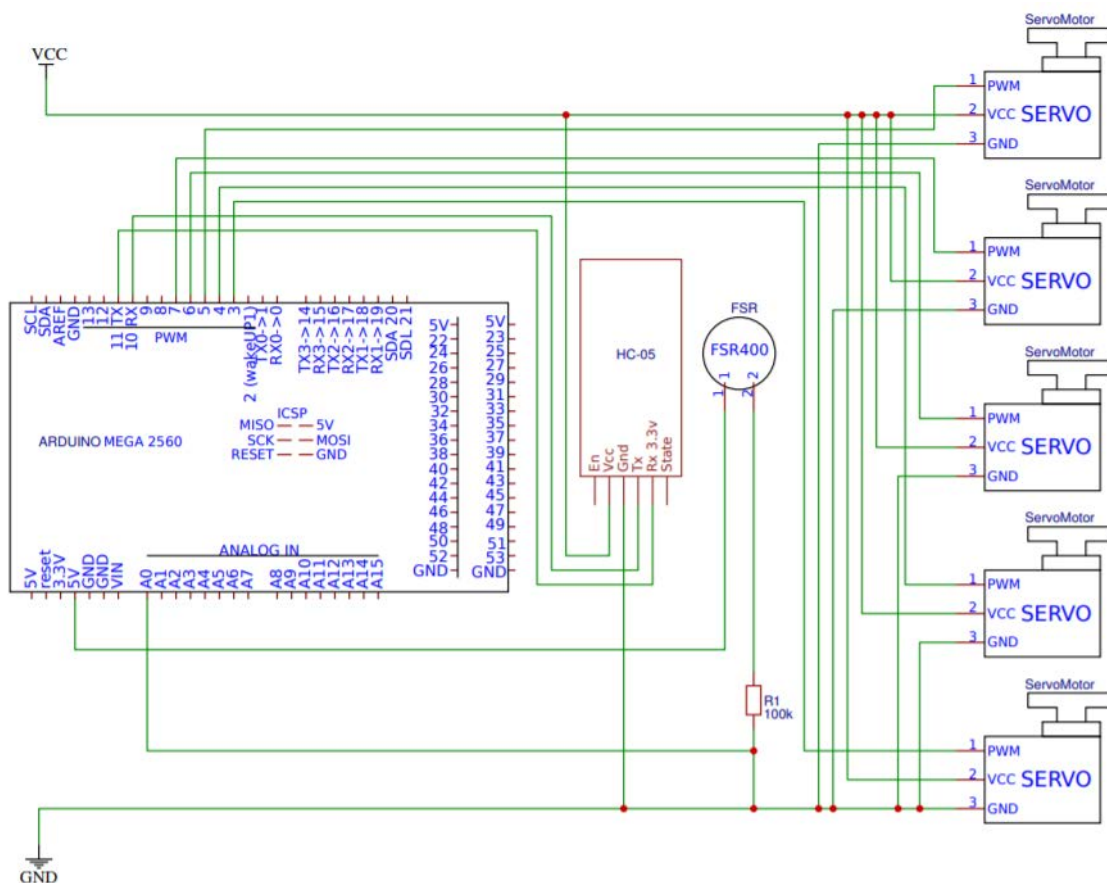 VCC
ServoMotor
1 PWM
2 VCC SERVO
3 GND
ServoMotor
1 PWM
2 VCC SERVO
3 GND
ServoMotor
1 PWM
2 VCC SERVO
3 GND
ServoMotor
1 PWM
2 VCC SERVO
3 GND
ServoMotor
1 PWM
2 VCC SERVO
3 GND
SCL
SDA
AREF
GND
13
12
11 TX
10 RX
9
8
7
6
5
4
3
2 (wakeUP1)
TX0->1
RX0->0
TX3->14
RX3->15
TX2->16
RX2->17
TX1->18
RX1->19
SDA 20
SDL 21
PWM
ICSP
MISO 5V
SCK MOSI
RESET GND
ARDUINO MEGA 2560
5V 5V
22 23
24 25
26 27
28 29
30 31
32 33
34 35
36 37
38 39
40 41
42 43
44 45
46 47
48 49
50 51
52 53
GND GND
ANALOG IN
5V
reset
3.3V
5V
GND
GND
VIN
A0
A1
A2
A3
A4
A5
A6
A7
A8
A9
A10
A11
A12
A13
A14
A15
HC-05
En
Vcc
Gnd
Tx
Rx 3.3v
State
FSR
FSR400
1 2
1 2
R1
100k
GND